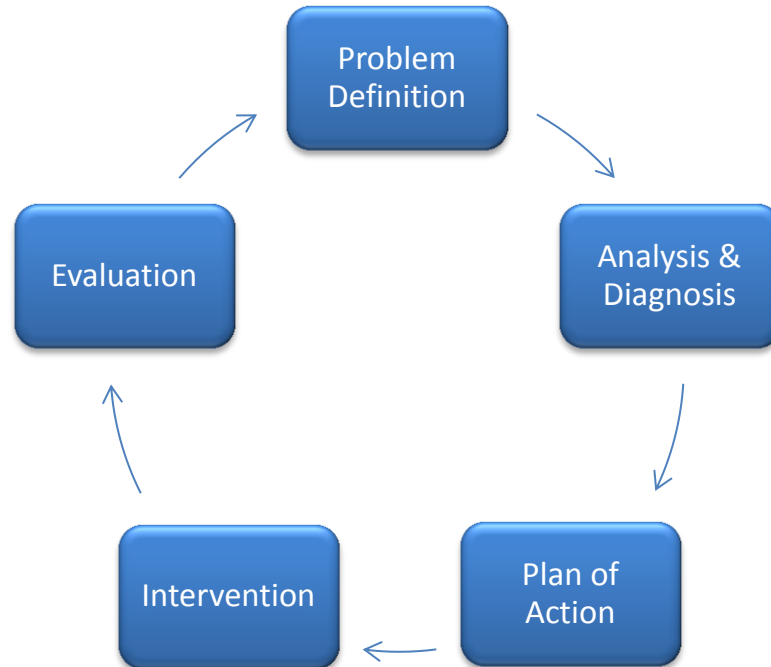 Problem
Definition
Analysis &
Diagnosis
Plan of
Action
Intervention
Evaluation